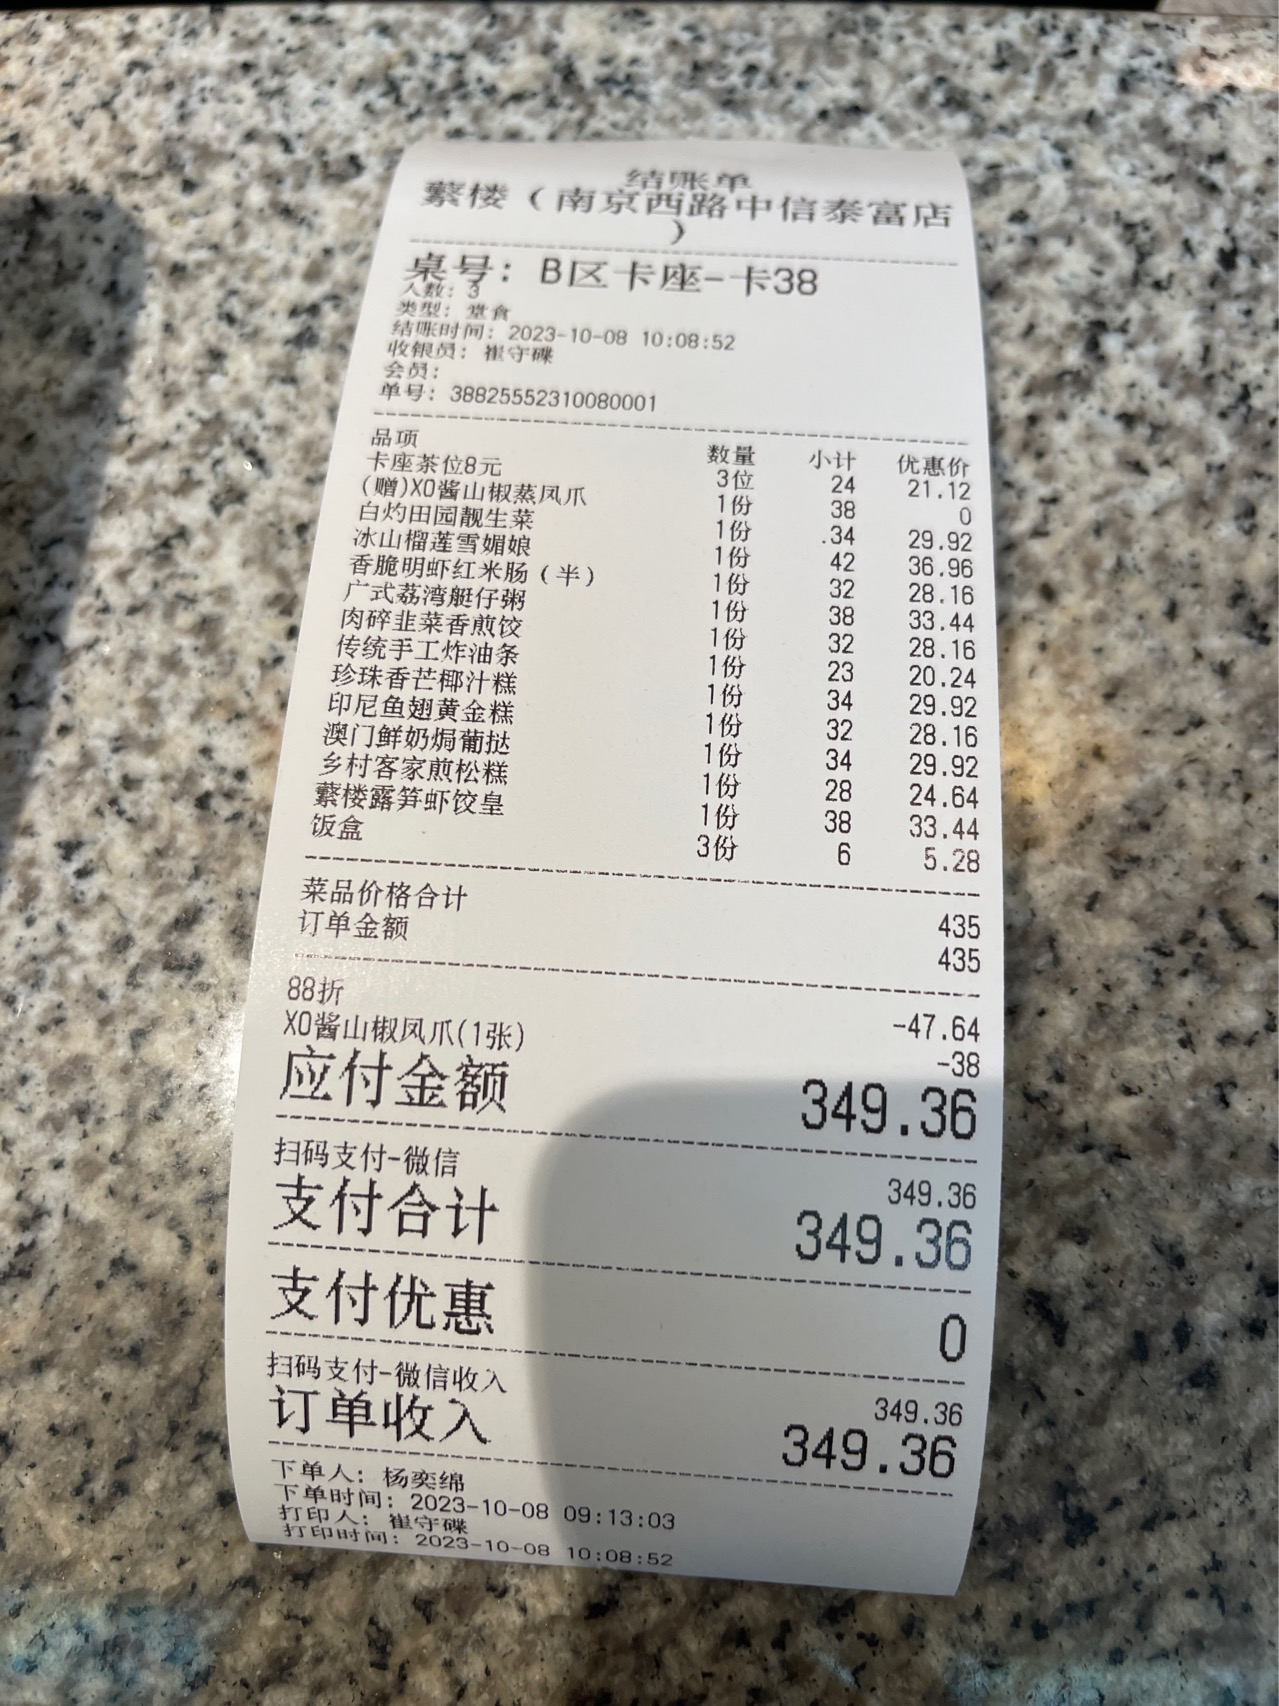 结账单
蘩楼（南京西路中信泰富店
）
桌号：B区卡座-卡38
人数：3
类型：堂食
结账时间：2023-10-08 10:08:52
收银员：崔守碟
会员：
单号：38825552310080001
品项 数量 小计 优惠价
卡座茶位8元 3位 24 21.12
(赠)XO酱山椒蒸凤爪 1份 38 0
白灼田园靓生菜 1份 34 29.92
冰山榴莲雪媚娘 1份 42 36.96
香脆明虾红米肠（半） 1份 32 28.16
广式荔湾艇仔粥 1份 38 33.44
肉碎韭菜香煎饺 1份 32 28.16
传统手工炸油条 1份 23 20.24
珍珠香芒椰汁糕 1份 34 29.92
印尼鱼翅黄金糕 1份 32 28.16
澳门鲜奶焗葡挞 1份 34 29.92
乡村客家煎松糕 1份 28 24.64
蘩楼露笋虾饺皇 1份 38 33.44
饭盒 3份 6 5.28
菜品价格合计 435
订单金额 435
88折 -47.64
XO酱山椒凤爪(1张) -38
应付金额 349.36
扫码支付-微信 349.36
支付合计 349.36
支付优惠 0
扫码支付-微信收入 349.36
订单收入 349.36
下单人：杨奕绵
下单时间：2023-10-08 09:13:03
打印人：崔守碟
打印时间：2023-10-08 10:08:52